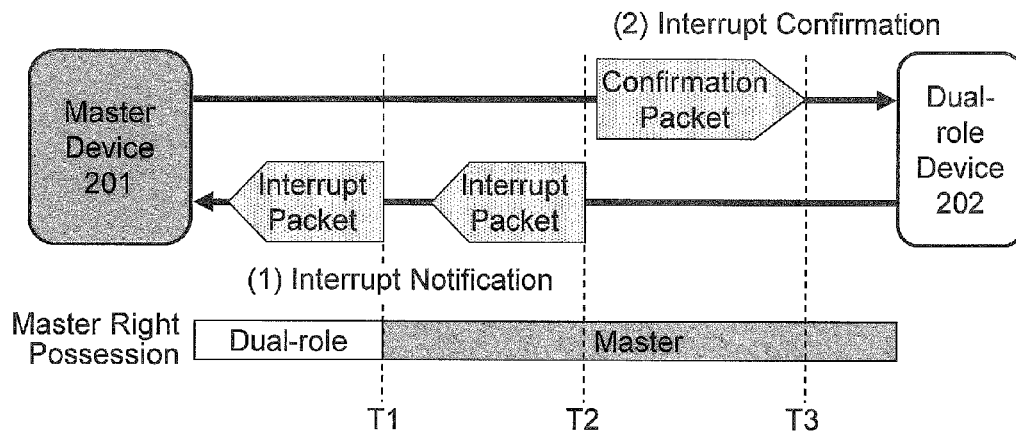 (2) Interrupt Confirmation
Master
Device
201
Confirmation
Packet
Dual-
role
Device
202
Interrupt
Packet
Interrupt
Packet
(1) Interrupt Notification
Master Right
Possession
Dual-role
Master
T1
T2
T3